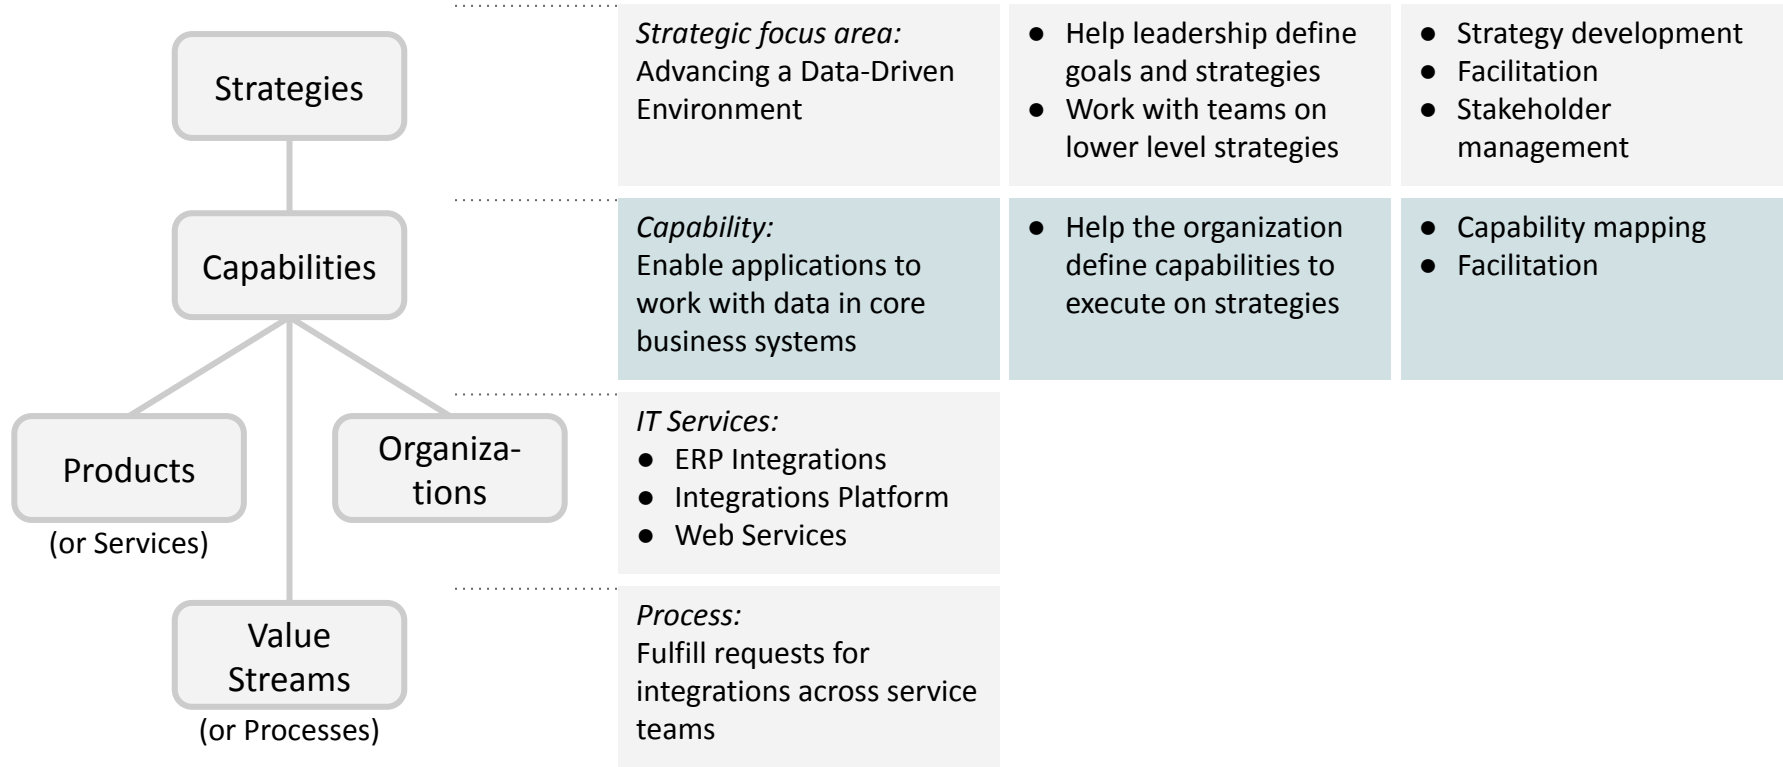 Strategies
Capabilities
Products
(or Services)
Organiza-
tions
Value
Streams
(or Processes)
Strategic focus area:
Advancing a Data-Driven
Environment
● Help leadership define
goals and strategies
● Work with teams on
lower level strategies
● Strategy development
● Facilitation
● Stakeholder
management
Capability:
Enable applications to
work with data in core
business systems
● Help the organization
define capabilities to
execute on strategies
● Capability mapping
● Facilitation
IT Services:
● ERP Integrations
● Integrations Platform
● Web Services
Process:
Fulfill requests for
integrations across service
teams